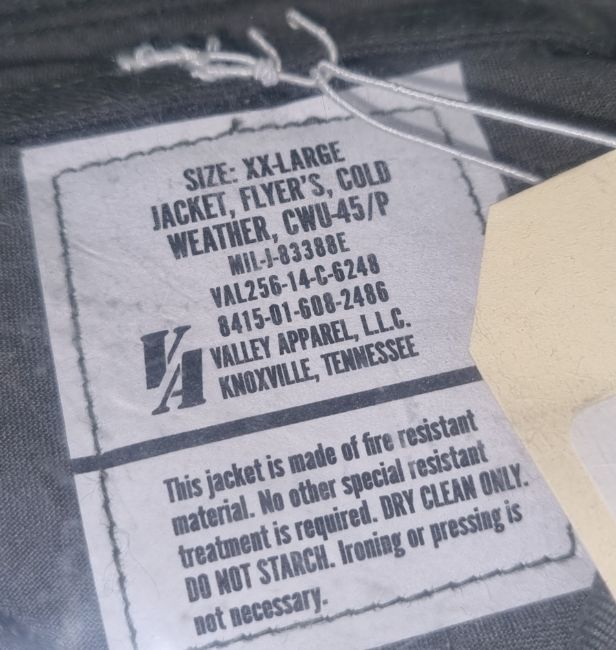 SIZE: XX-LARGE
JACKET, FLYER'S, COLD
WEATHER, CWU-45/P
MIL-J-83388E
VAL256-14-C-6248
8415-01-608-2486
VA
VALLEY APPAREL, L.L.C.
KNOXVILLE, TENNESSEE
This jacket is made of fire resistant
material. No other special resistant
treatment is required. DRY CLEAN ONLY.
DO NOT STARCH. Ironing or pressing is
not necessary.